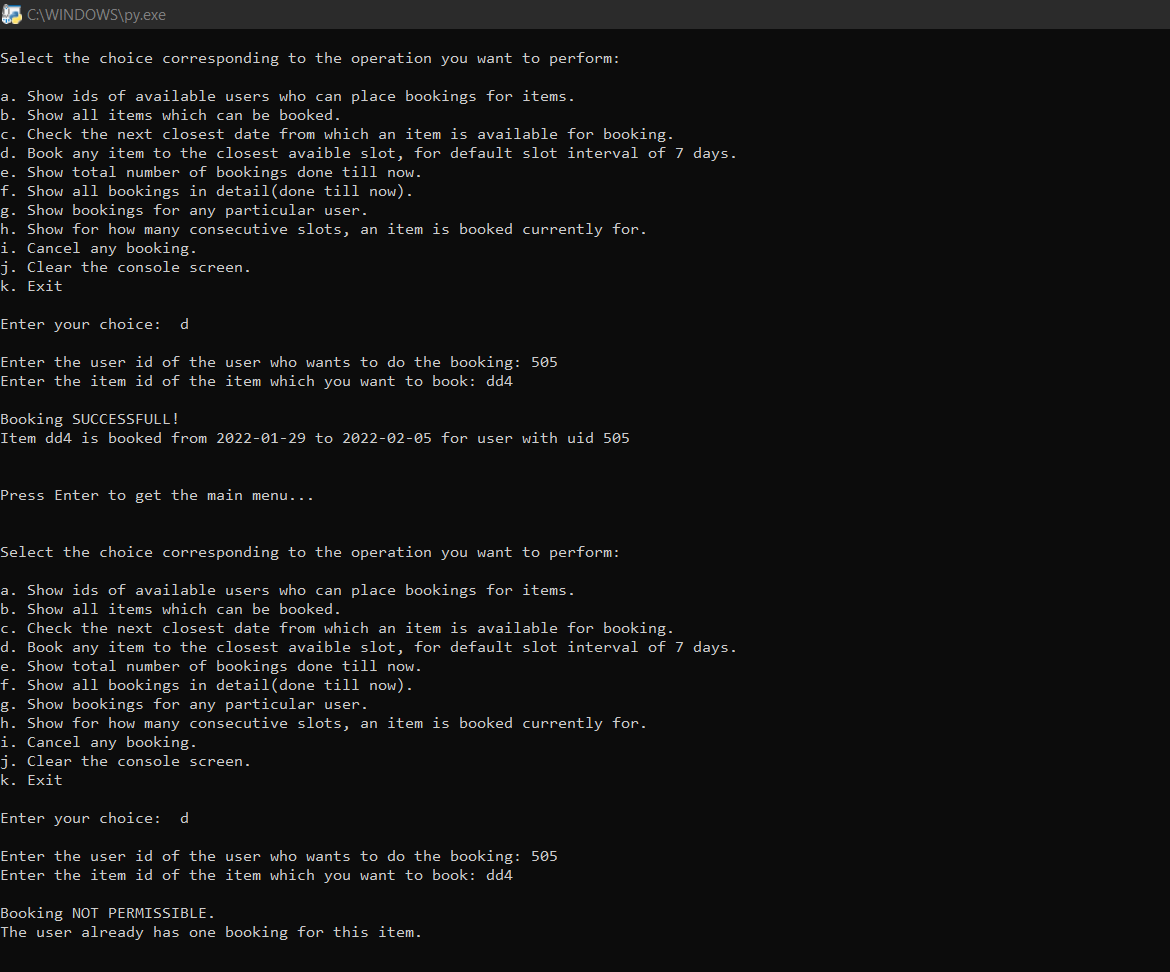 C:\WINDOWS\py.exe
Select the choice corresponding to the operation you want to perform:
a. Show ids of available users who can place bookings for items.
b. Show all items which can be booked.
c. Check the next closest date from which an item is available for booking.
d. Book any item to the closest avaible slot, for default slot interval of 7 days.
e. Show total number of bookings done till now.
f. Show all bookings in detail(done till now).
g. Show bookings for any particular user.
h. Show for how many consecutive slots, an item is booked currently for.
i. Cancel any booking.
j. Clear the console screen.
k. Exit
Enter your choice:  d
Enter the user id of the user who wants to do the booking: 505
Enter the item id of the item which you want to book: dd4
Booking SUCCESSFULL!
Item dd4 is booked from 2022-01-29 to 2022-02-05 for user with uid 505
Press Enter to get the main menu...
Select the choice corresponding to the operation you want to perform:
a. Show ids of available users who can place bookings for items.
b. Show all items which can be booked.
c. Check the next closest date from which an item is available for booking.
d. Book any item to the closest avaible slot, for default slot interval of 7 days.
e. Show total number of bookings done till now.
f. Show all bookings in detail(done till now).
g. Show bookings for any particular user.
h. Show for how many consecutive slots, an item is booked currently for.
i. Cancel any booking.
j. Clear the console screen.
k. Exit
Enter your choice:  d
Enter the user id of the user who wants to do the booking: 505
Enter the item id of the item which you want to book: dd4
Booking NOT PERMISSIBLE.
The user already has one booking for this item.